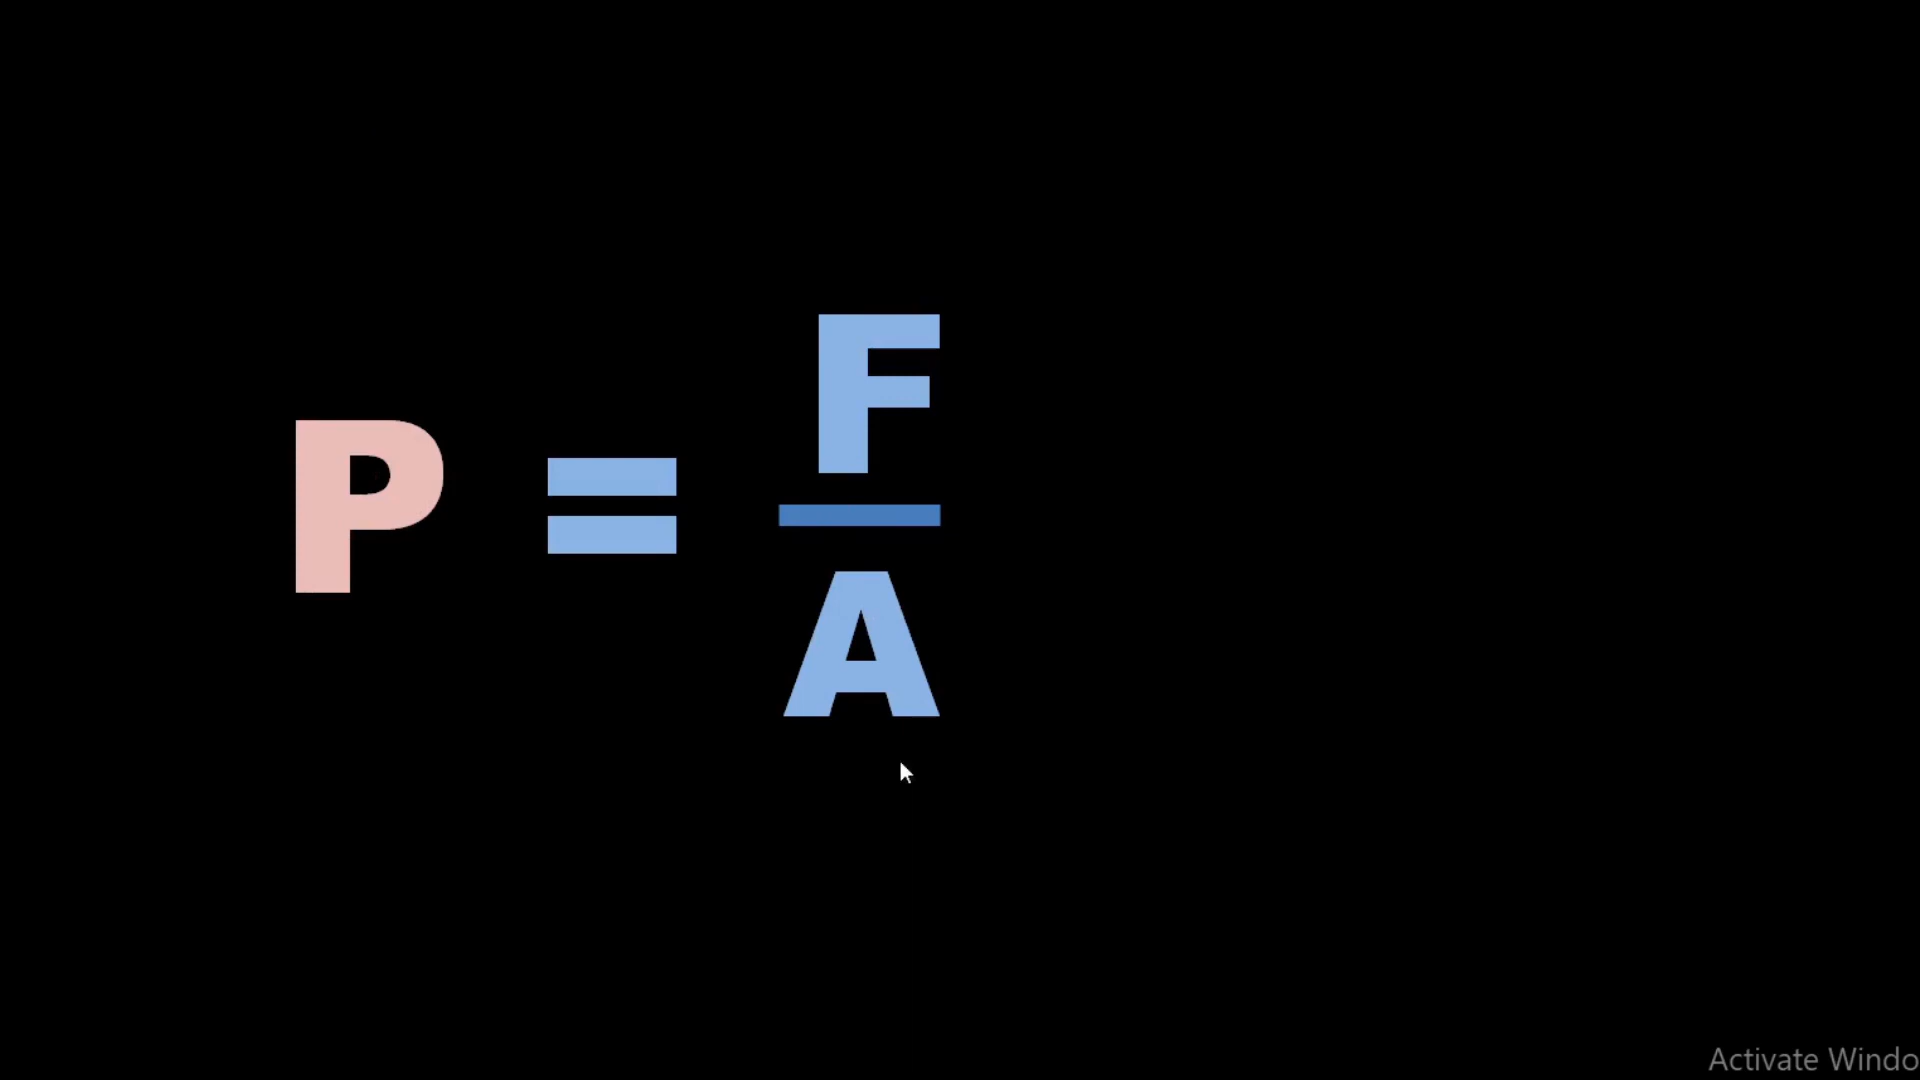 P = F
A
Activate Windo